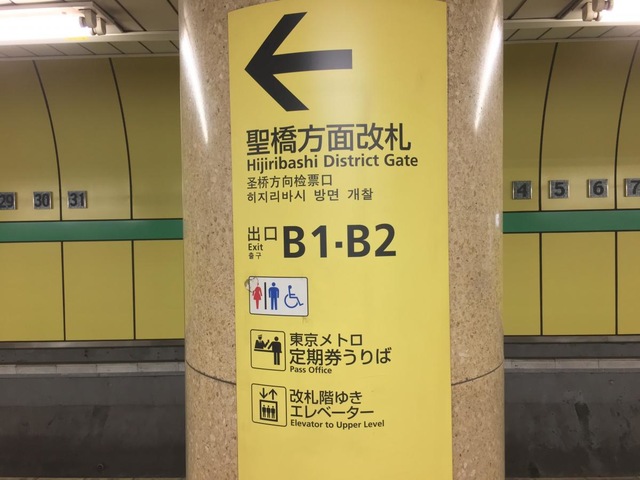 聖橋方面改札
Hijiribashi District Gate
圣桥方向检票口
히지리바시 방면 개찰
出口
Exit
출구
B1·B2
東京メトロ
定期券うりば
Pass Office
改札階ゆき
エレベーター
Elevator to Upper Level
29 30 31
4 5 6 7